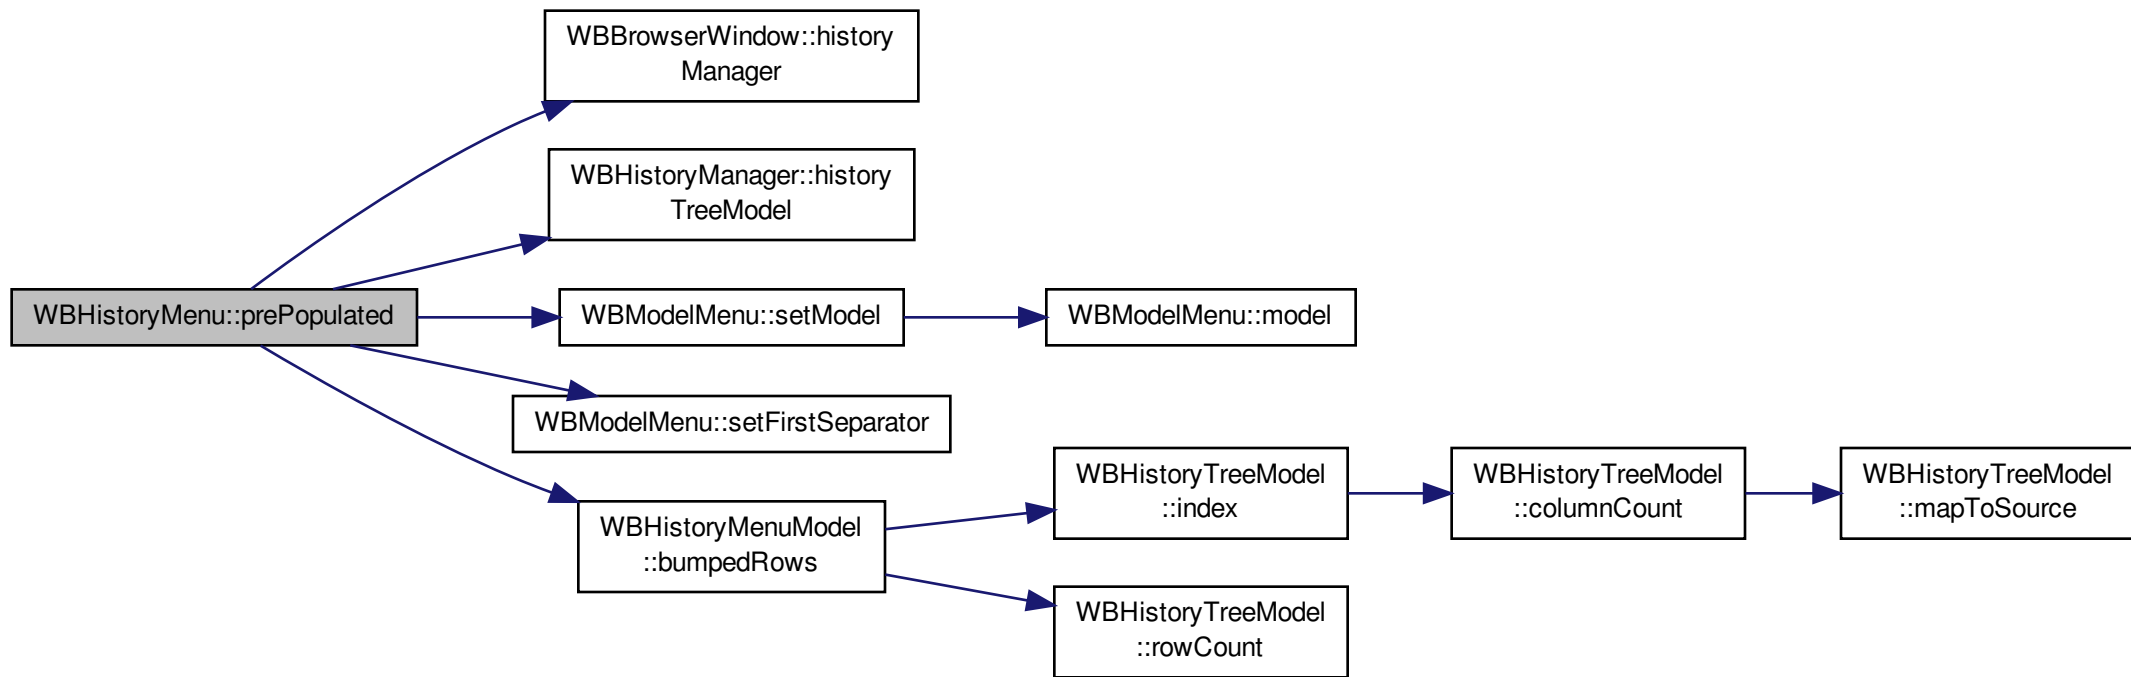 WBBrowserWindow::history
Manager
WBHistoryManager::history
TreeModel
WBHistoryMenu::prePopulated
WBModelMenu::setModel
WBModelMenu::model
WBModelMenu::setFirstSeparator
WBHistoryMenuModel
::bumpedRows
WBHistoryTreeModel
::index
WBHistoryTreeModel
::columnCount
WBHistoryTreeModel
::mapToSource
WBHistoryTreeModel
::rowCount